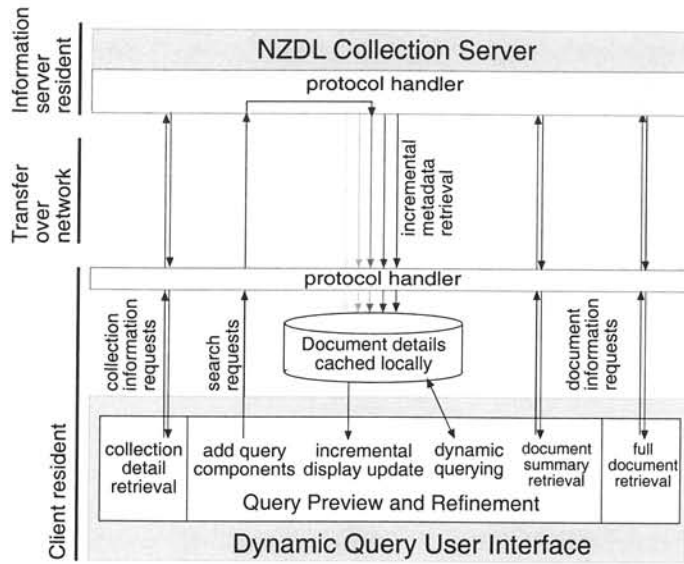 Information
server
resident
NZDL Collection Server
protocol handler
Transfer
over
network
incremental
metadata
retrieval
protocol handler
Client resident
collection
information
requests
search
requests
Document details
cached locally
document
information
requests
collection
detail
retrieval
add query
components
incremental
display update
dynamic
querying
document
summary
retrieval
full
document
retrieval
Query Preview and Refinement
Dynamic Query User Interface